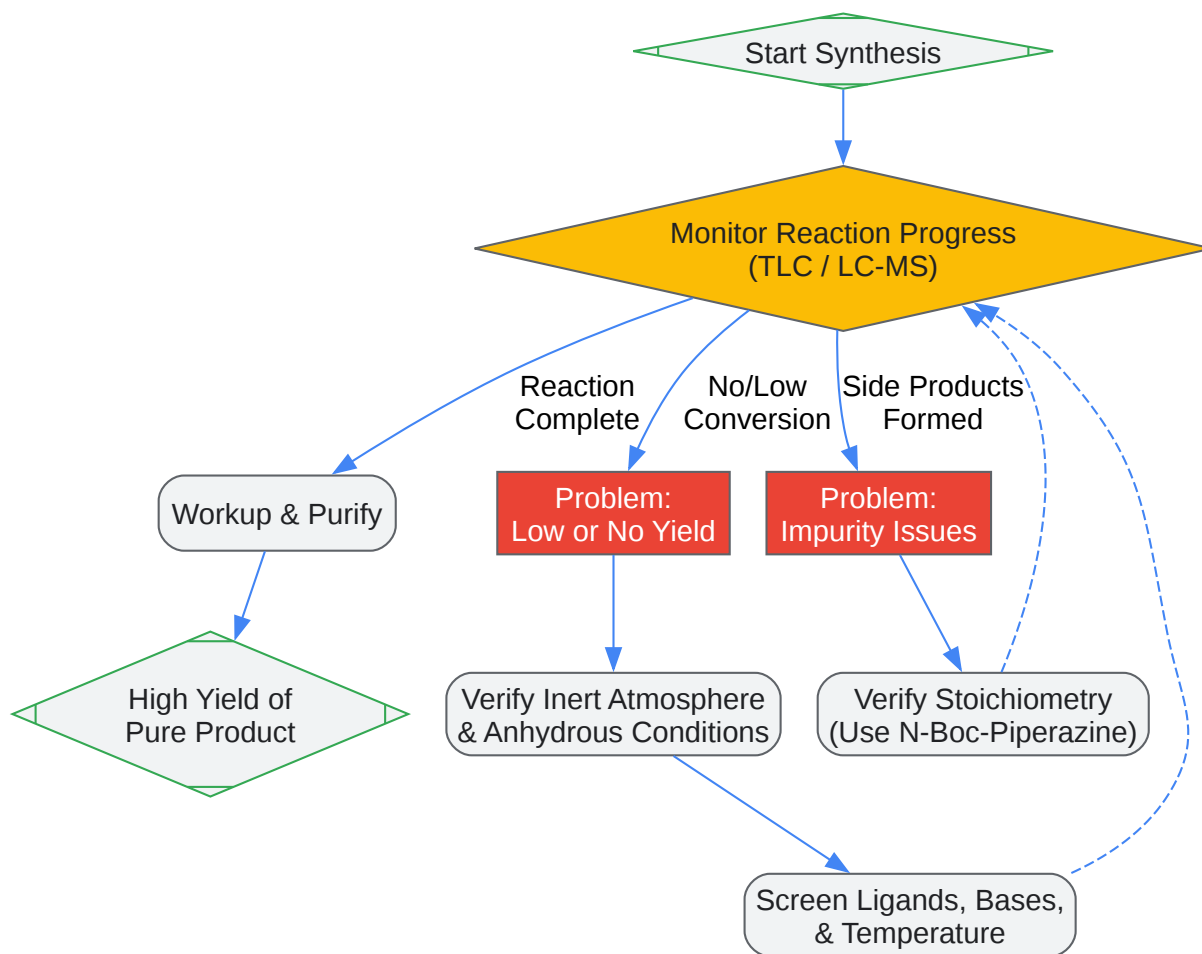 Start Synthesis
Monitor Reaction Progress
(TLC / LC-MS)
Reaction
Complete
No/Low
Conversion
Side Products
Formed
Workup & Purify
Problem:
Low or No Yield
Problem:
Impurity Issues
High Yield of
Pure Product
Verify Inert Atmosphere
& Anhydrous Conditions
Verify Stoichiometry
(Use N-Boc-Piperazine)
Screen Ligands, Bases,
& Temperature